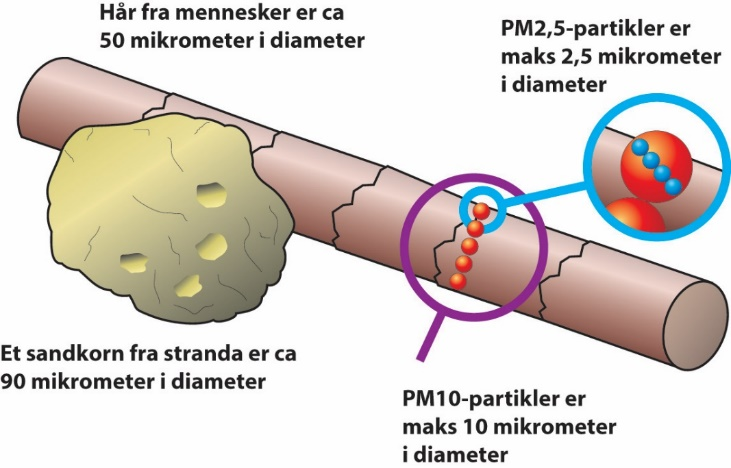 Hår fra mennesker er ca
50 mikrometer i diameter
PM2,5-partikler er
maks 2,5 mikrometer
i diameter
Et sandkorn fra stranda er ca
90 mikrometer i diameter
PM10-partikler er
maks 10 mikrometer
i diameter